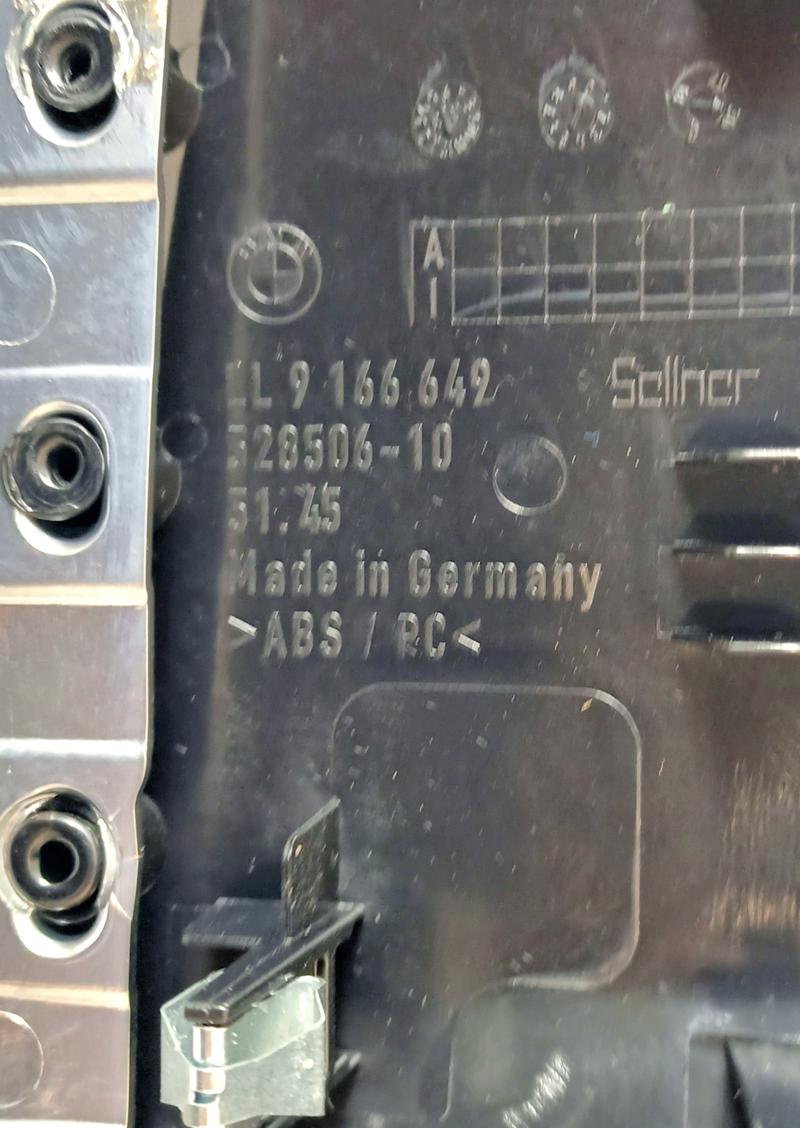 A
I
LL 9 166 649
Sellner
328506-10
51.45
Made in Germany
>ABS / PC<